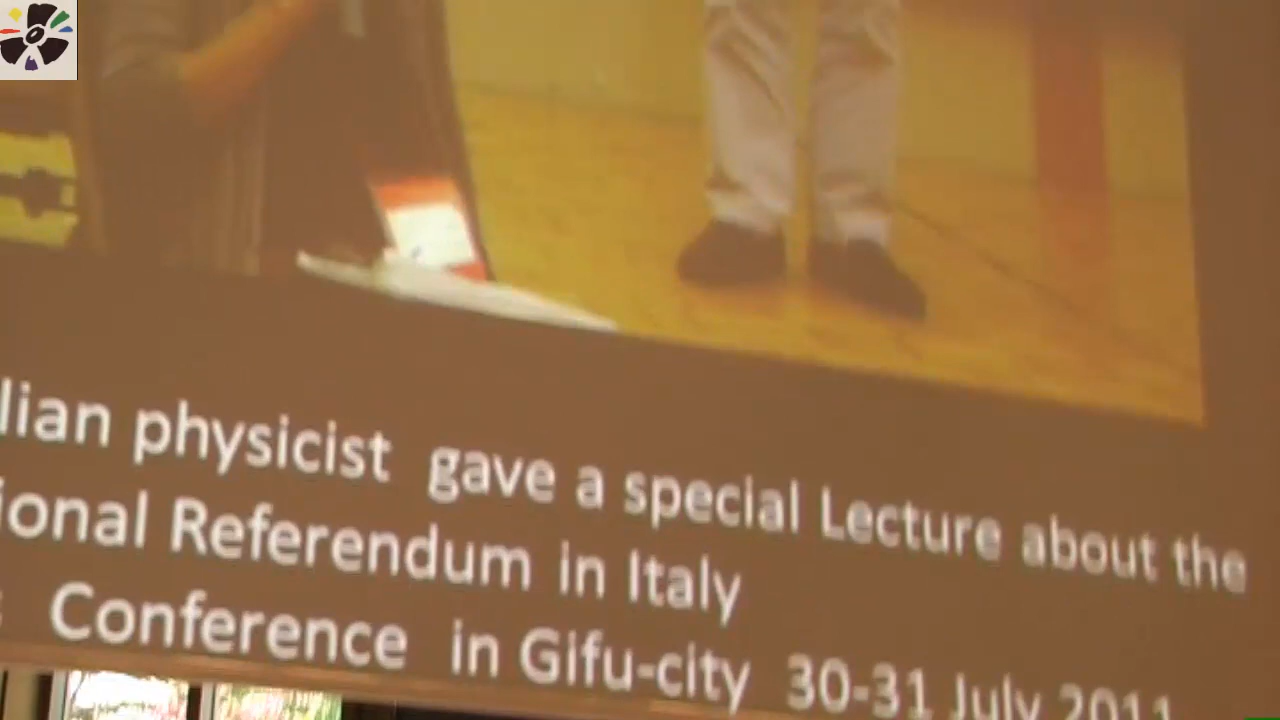 lian physicist gave a special Lecture about the
ional Referendum in Italy
Conference in Gifu-city 30-31 July 2011